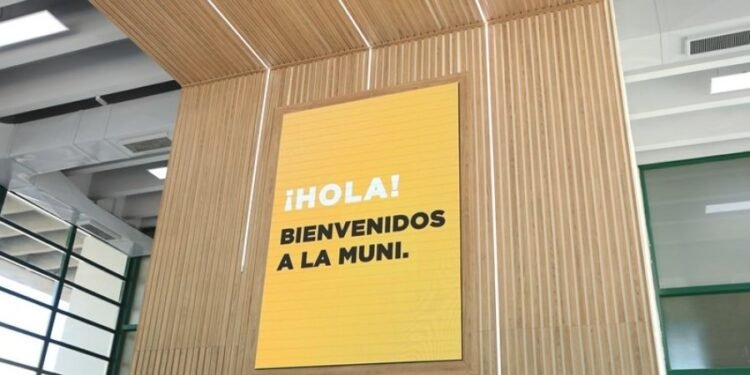 ¡HOLA!
BIENVENIDOS
A LA MUNI.